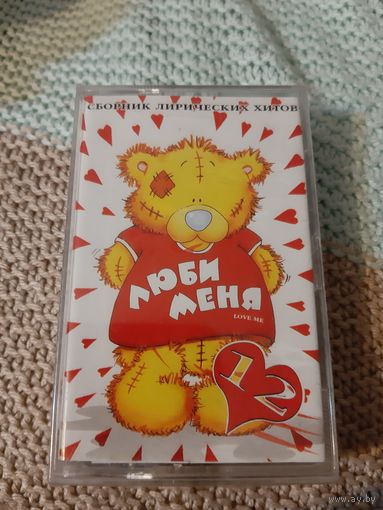 СБОРНИК ЛИРИЧЕСКИХ ХИТОВ
ЛЮБИ
МЕНЯ
LOVE ME
12
www.ay.by